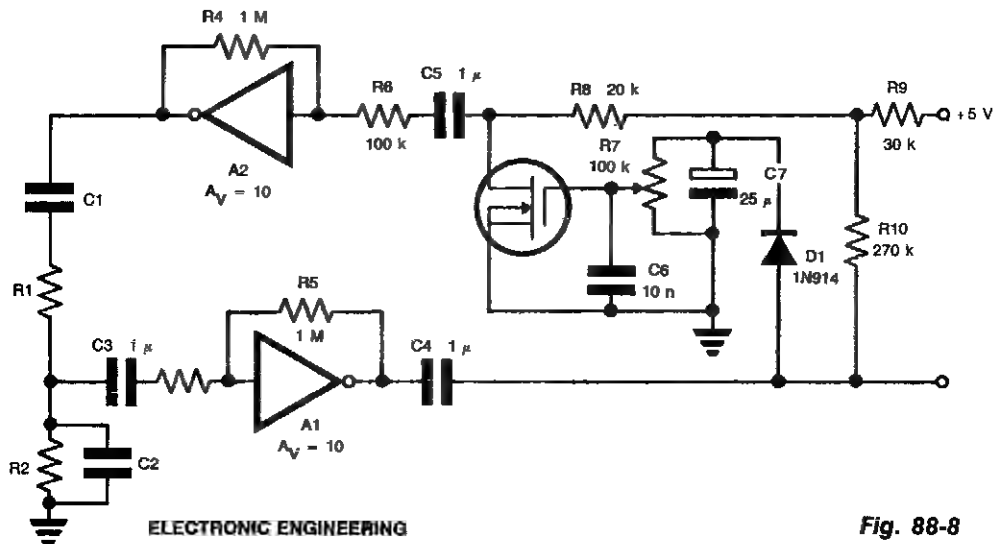 R4 1 M
C5 1 μ
R6
100 k
R8 20 k
R9
30 k
+5 V
A2
A_V = 10
R7
100 k
C7
25 μ
C1
R10
270 k
D1
1N914
C6
10 n
R1
R5
1 M
C3 1 μ
C4 1 μ
A1
A_V = 10
R2
C2
ELECTRONIC ENGINEERING
Fig. 88-8